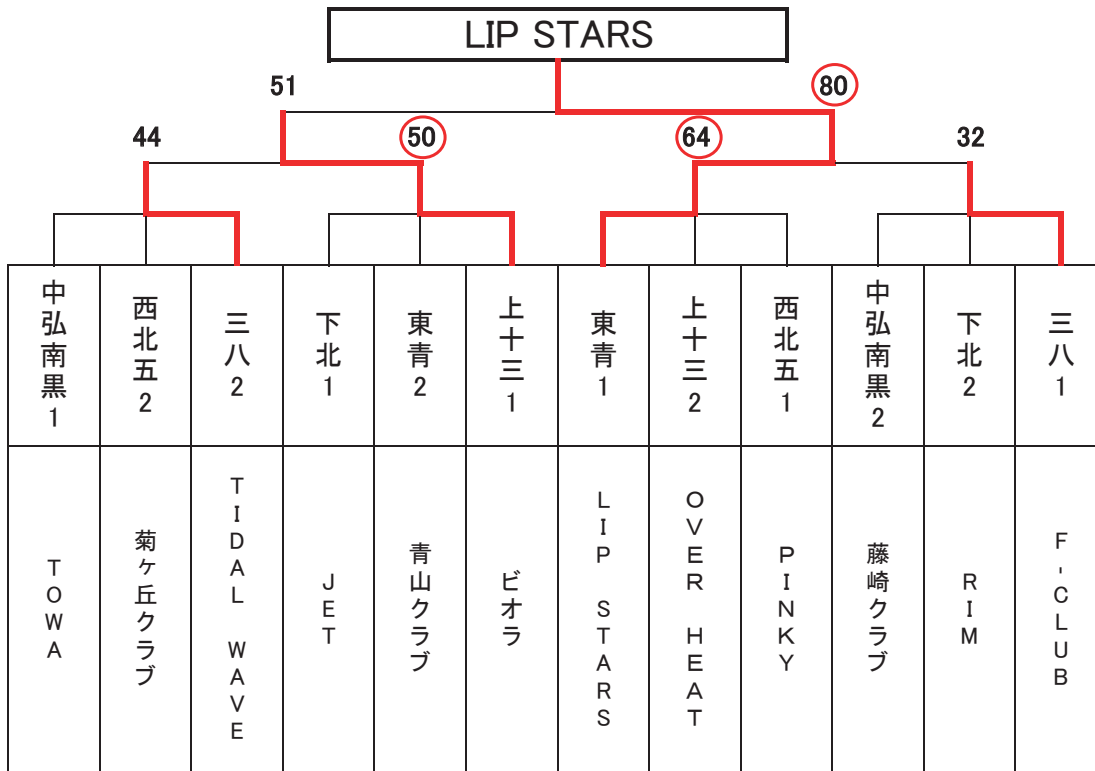 LIP STARS
51
80
44
50
64
32
中弘南黒1
西北五2
三八2
下北1
東青2
上十三1
東青1
上十三2
西北五1
中弘南黒2
下北2
三八1
TOWA
菊ヶ丘クラブ
TIDAL WAVE
JET
青山クラブ
ビオラ
LIP STARS
OVER HEAT
PINKY
藤崎クラブ
RIM
F-CLUB